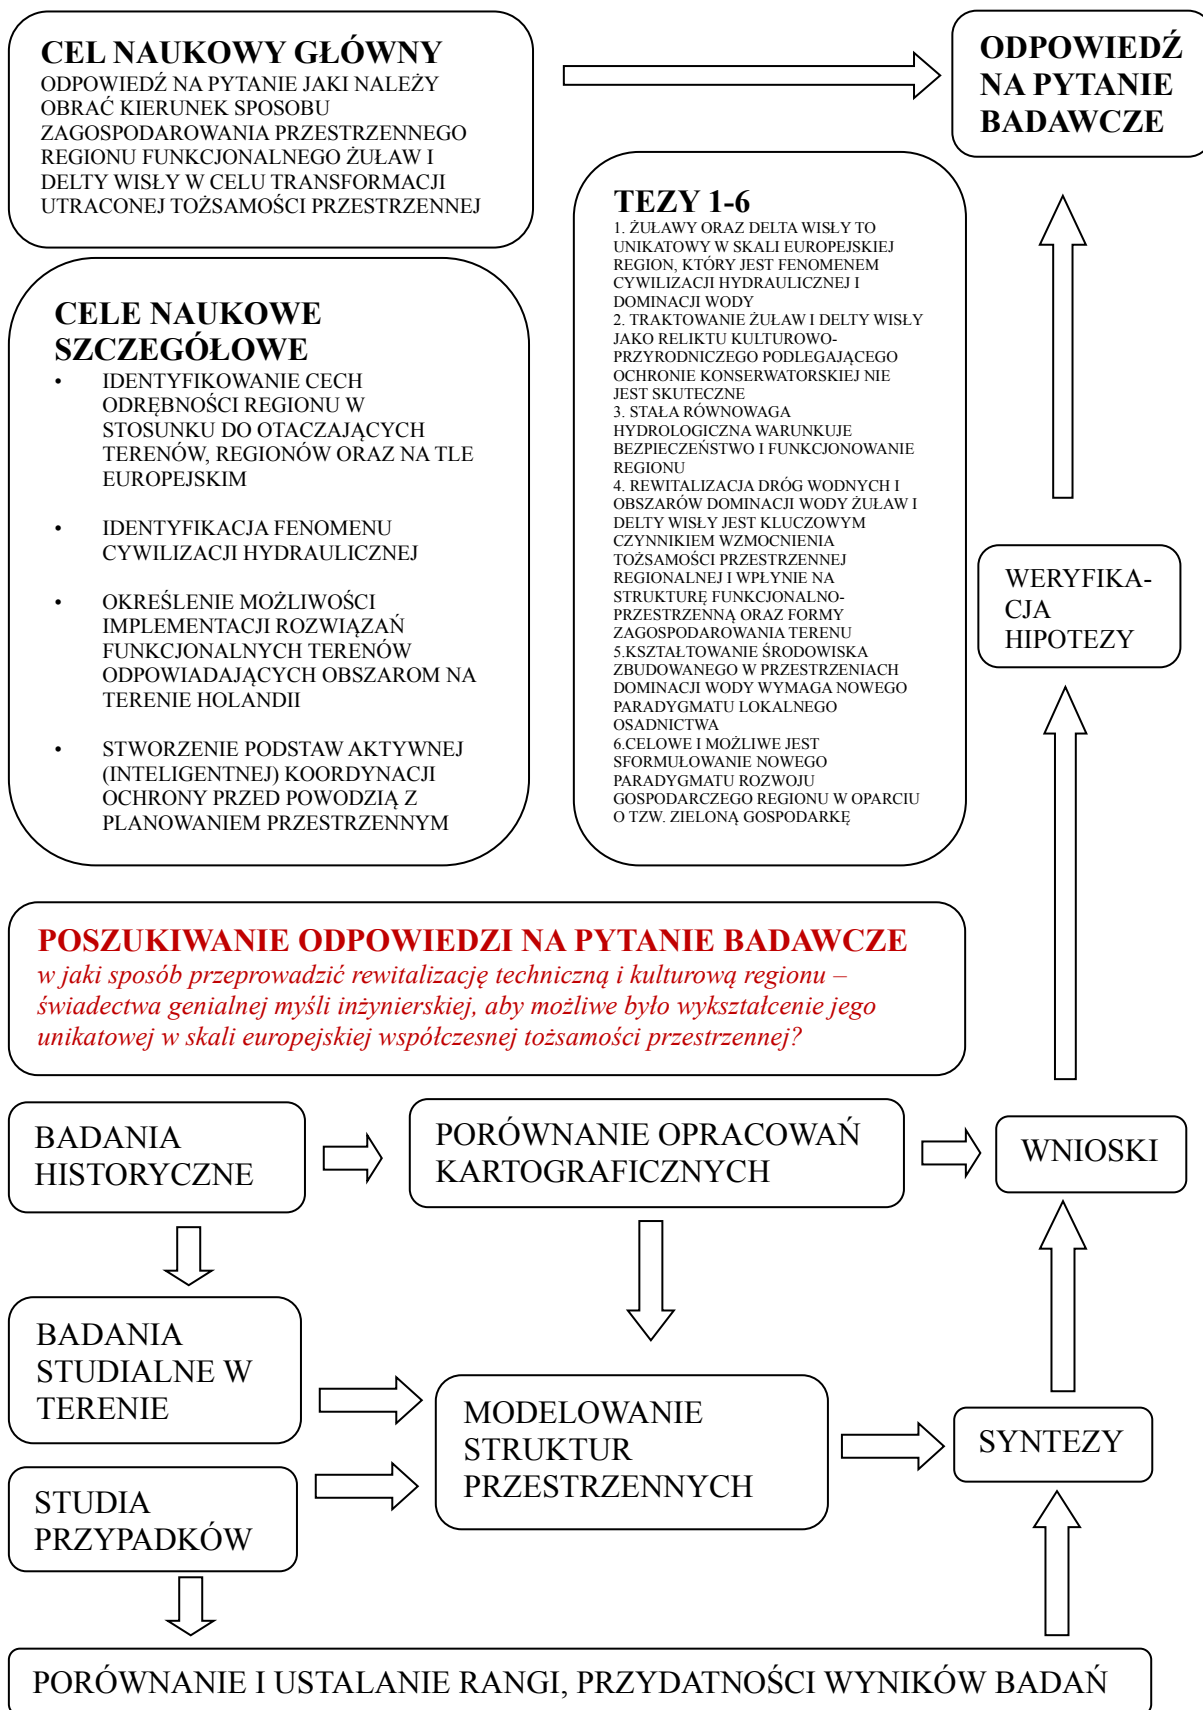 CEL NAUKOWY GŁÓWNY
ODPOWIEDŹ NA PYTANIE JAKI NALEŻY
OBRAĆ KIERUNEK SPOSOBU
ZAGOSPODAROWANIA PRZESTRZENNEGO
REGIONU FUNKCJONALNEGO ŻUŁAW I
DELTY WISŁY W CELU TRANSFORMACJI
UTRACONEJ TOŻSAMOŚCI PRZESTRZENNEJ
ODPOWIEDŹ
NA PYTANIE
BADAWCZE
CELE NAUKOWE
SZCZEGÓŁOWE
• IDENTYFIKOWANIE CECH
ODRĘBNOŚCI REGIONU W
STOSUNKU DO OTACZAJĄCYCH
TERENÓW, REGIONÓW ORAZ NA TLE
EUROPEJSKIM
• IDENTYFIKACJA FENOMENU
CYWILIZACJI HYDRAULICZNEJ
• OKREŚLENIE MOŻLIWOŚCI
IMPLEMENTACJI ROZWIĄZAŃ
FUNKCJONALNYCH TERENÓW
ODPOWIADAJĄCYCH OBSZAROM NA
TERENIE HOLANDII
• STWORZENIE PODSTAW AKTYWNEJ
(INTELIGENTNEJ) KOORDYNACJI
OCHRONY PRZED POWODZIĄ Z
PLANOWANIEM PRZESTRZENNYM
TEZY 1-6
1. ŻUŁAWY ORAZ DELTA WISŁY TO
UNIKATOWY W SKALI EUROPEJSKIEJ
REGION, KTÓRY JEST FENOMENEM
CYWILIZACJI HYDRAULICZNEJ I
DOMINACJI WODY
2. TRAKTOWANIE ŻUŁAW I DELTY WISŁY
JAKO RELIKTU KULTUROWO-
PRZYRODNICZEGO PODLEGAJĄCEGO
OCHRONIE KONSERWATORSKIEJ NIE
JEST SKUTECZNE
3. STAŁA RÓWNOWAGA
HYDROLOGICZNA WARUNKUJE
BEZPIECZEŃSTWO I FUNKCJONOWANIE
REGIONU
4. REWITALIZACJA DRÓG WODNYCH I
OBSZARÓW DOMINACJI WODY ŻUŁAW I
DELTY WISŁY JEST KLUCZOWYM
CZYNNIKIEM WZMOCNIENIA
TOŻSAMOŚCI PRZESTRZENNEJ
REGIONALNEJ I WPŁYNIE NA
STRUKTURĘ FUNKCJONALNO-
PRZESTRZENNĄ ORAZ FORMY
ZAGOSPODAROWANIA TERENU
5.KSZTAŁTOWANIE ŚRODOWISKA
ZBUDOWANEGO W PRZESTRZENIACH
DOMINACJI WODY WYMAGA NOWEGO
PARADYGMATU LOKALNEGO
OSADNICTWA
6.CELOWE I MOŻLIWE JEST
SFORMUŁOWANIE NOWEGO
PARADYGMATU ROZWOJU
GOSPODARCZEGO REGIONU W OPARCIU
O TZW. ZIELONĄ GOSPODARKĘ
WERYFIKA-
CJA
HIPOTEZY
POSZUKIWANIE ODPOWIEDZI NA PYTANIE BADAWCZE
w jaki sposób przeprowadzić rewitalizację techniczną i kulturową regionu –
świadectwa genialnej myśli inżynierskiej, aby możliwe było wykształcenie jego
unikatowej w skali europejskiej współczesnej tożsamości przestrzennej?
BADANIA
HISTORYCZNE
PORÓWNANIE OPRACOWAŃ
KARTOGRAFICZNYCH
WNIOSKI
BADANIA
STUDIALNE W
TERENIE
MODELOWANIE
STRUKTUR
PRZESTRZENNYCH
SYNTEZY
STUDIA
PRZYPADKÓW
PORÓWNANIE I USTALANIE RANGI, PRZYDATNOŚCI WYNIKÓW BADAŃ